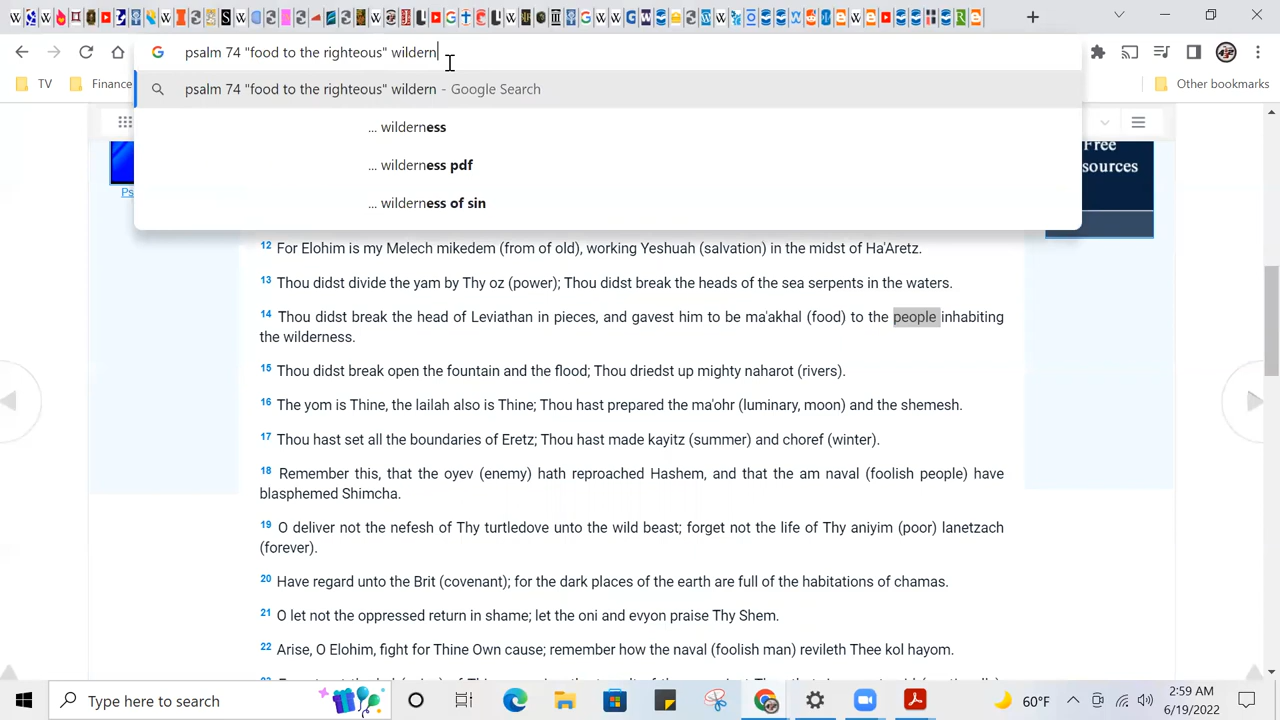 psalm 74 "food to the righteous" wildern
psalm 74 "food to the righteous" wildern - Google Search
... wilderness
... wilderness pdf
... wilderness of sin
TV
Finance
Other bookmarks
Free
sources
Ps
12 For Elohim is my Melech mikedem (from of old), working Yeshuah (salvation) in the midst of Ha'Aretz.
13 Thou didst divide the yam by Thy oz (power); Thou didst break the heads of the sea serpents in the waters.
14 Thou didst break the head of Leviathan in pieces, and gavest him to be ma'akhal (food) to the people inhabiting
the wilderness.
15 Thou didst break open the fountain and the flood; Thou driedst up mighty naharot (rivers).
16 The yom is Thine, the lailah also is Thine; Thou hast prepared the ma'ohr (luminary, moon) and the shemesh.
17 Thou hast set all the boundaries of Eretz; Thou hast made kayitz (summer) and choref (winter).
18 Remember this, that the oyev (enemy) hath reproached Hashem, and that the am naval (foolish people) have
blasphemed Shimcha.
19 O deliver not the nefesh of Thy turtledove unto the wild beast; forget not the life of Thy aniyim (poor) lanetzach
(forever).
20 Have regard unto the Brit (covenant); for the dark places of the earth are full of the habitations of chamas.
21 O let not the oppressed return in shame; let the oni and evyon praise Thy Shem.
22 Arise, O Elohim, fight for Thine Own cause; remember how the naval (foolish man) revileth Thee kol hayom.
Type here to search
60°F
2:59 AM
6/19/2022